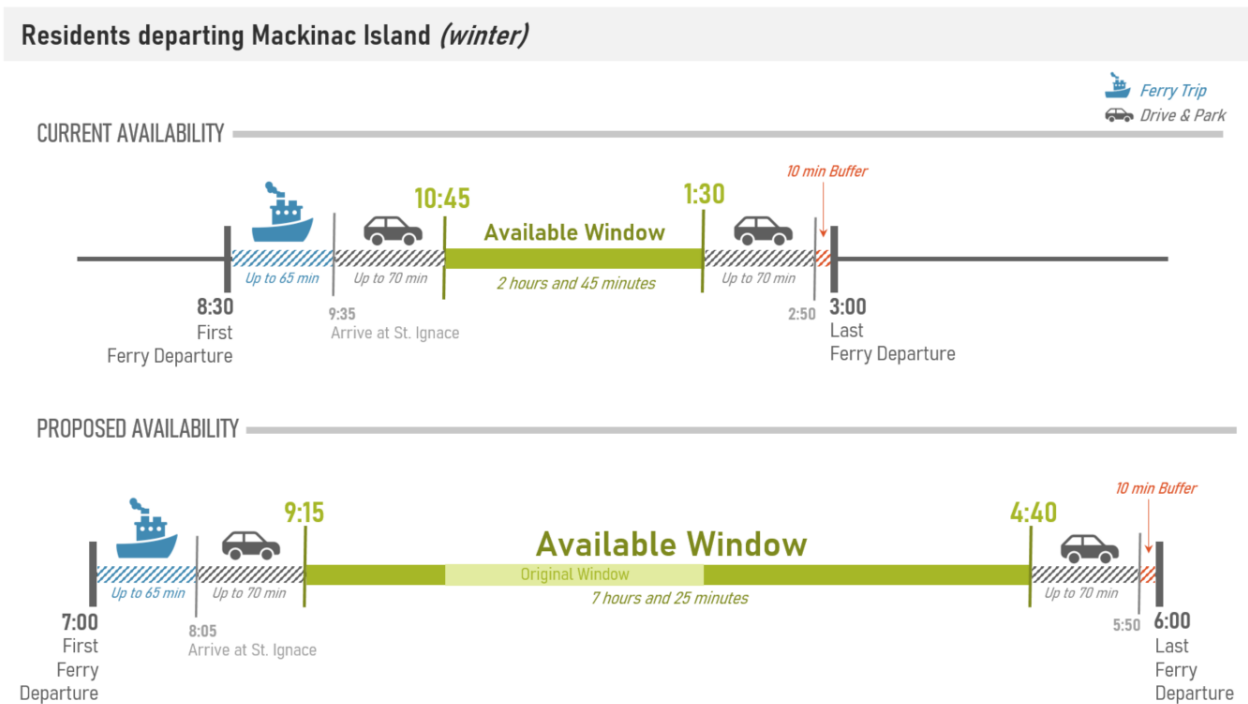 Residents departing Mackinac Island (winter)
Ferry Trip
Drive & Park
CURRENT AVAILABILITY
10 min Buffer
10:45
1:30
Available Window
Up to 65 min
Up to 70 min
2 hours and 45 minutes
Up to 70 min
8:30
First
Ferry Departure
9:35
Arrive at St. Ignace
2:50
3:00
Last
Ferry Departure
PROPOSED AVAILABILITY
10 min Buffer
9:15
4:40
Available Window
Original Window
Up to 65 min
Up to 70 min
7 hours and 25 minutes
Up to 70 min
7:00
First
Ferry
Departure
8:05
Arrive at St. Ignace
5:50
6:00
Last
Ferry
Departure